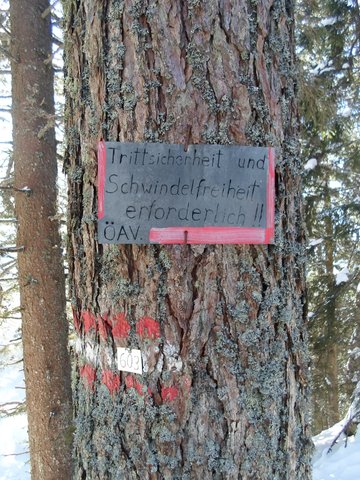 Trittsicherheit und
Schwindelfreiheit
erforderlich !!
ÖAV.